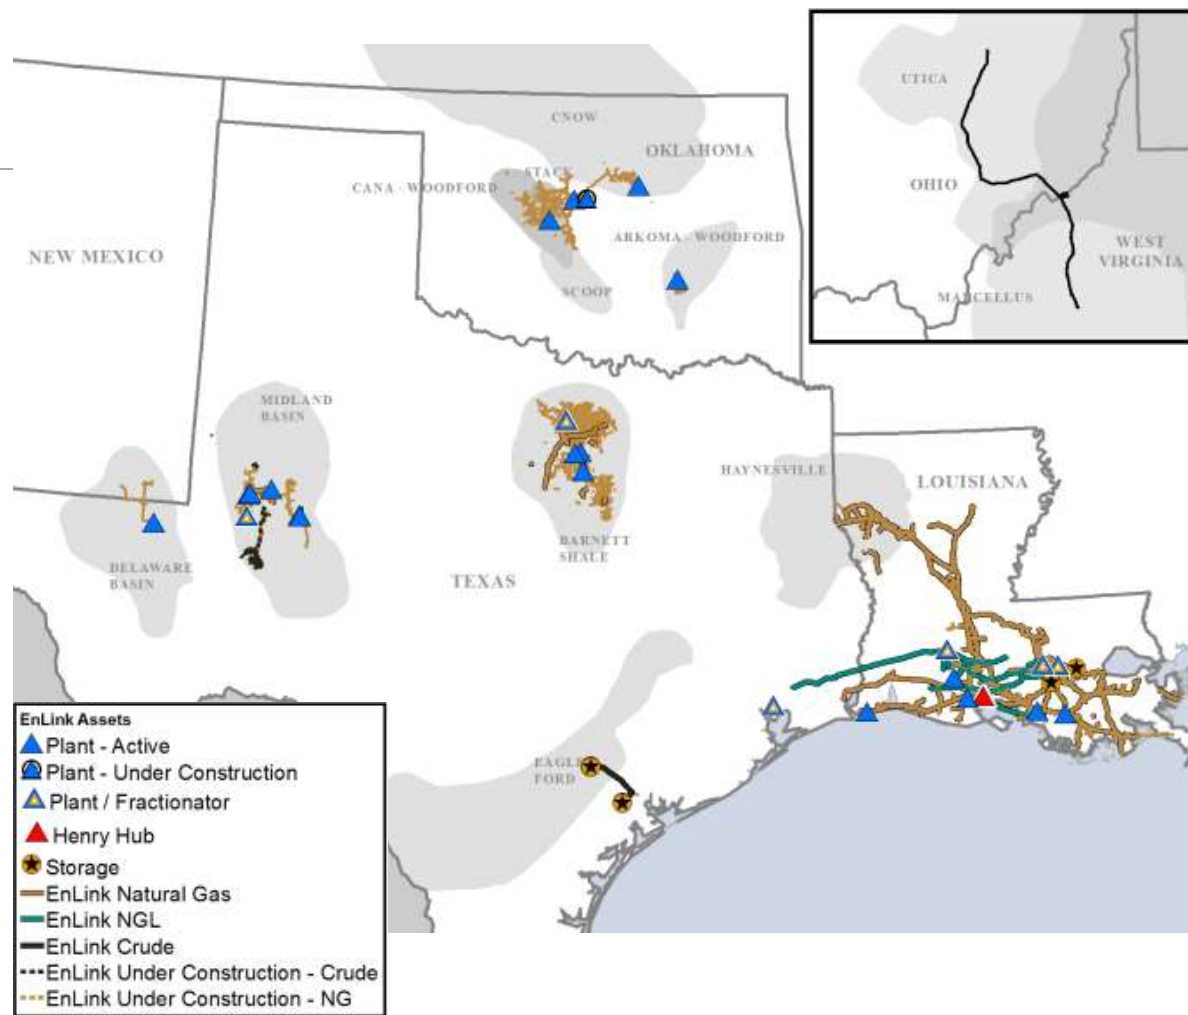 UTICA
CNOW
OKLAHOMA
STACK
CANA - WOODFORD
OHIO
ARKOMA - WOODFORD
WEST
VIRGINIA
NEW MEXICO
SCOOP
MARCELLUS
MIDLAND
BASIN
HAYNESVILLE
LOUISIANA
BARNETT
SHALE
DELAWARE
BASIN
TEXAS
EAGLE
FORD
EnLink Assets
Plant - Active
Plant - Under Construction
Plant / Fractionator
Henry Hub
Storage
EnLink Natural Gas
EnLink NGL
EnLink Crude
EnLink Under Construction - Crude
EnLink Under Construction - NG